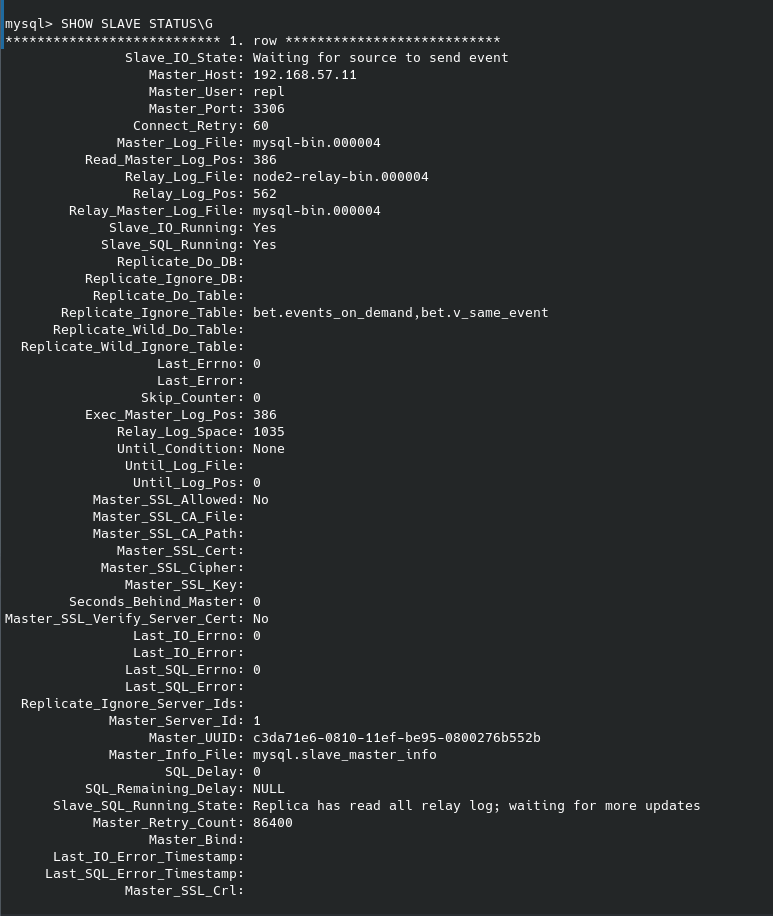 mysql> SHOW SLAVE STATUS\G
*************************** 1. row ***************************
Slave_IO_State: Waiting for source to send event
Master_Host: 192.168.57.11
Master_User: repl
Master_Port: 3306
Connect_Retry: 60
Master_Log_File: mysql-bin.000004
Read_Master_Log_Pos: 386
Relay_Log_File: node2-relay-bin.000004
Relay_Log_Pos: 562
Relay_Master_Log_File: mysql-bin.000004
Slave_IO_Running: Yes
Slave_SQL_Running: Yes
Replicate_Do_DB:
Replicate_Ignore_DB:
Replicate_Do_Table:
Replicate_Ignore_Table: bet.events_on_demand,bet.v_same_event
Replicate_Wild_Do_Table:
Replicate_Wild_Ignore_Table:
Last_Errno: 0
Last_Error:
Skip_Counter: 0
Exec_Master_Log_Pos: 386
Relay_Log_Space: 1035
Until_Condition: None
Until_Log_File:
Until_Log_Pos: 0
Master_SSL_Allowed: No
Master_SSL_CA_File:
Master_SSL_CA_Path:
Master_SSL_Cert:
Master_SSL_Cipher:
Master_SSL_Key:
Seconds_Behind_Master: 0
Master_SSL_Verify_Server_Cert: No
Last_IO_Errno: 0
Last_IO_Error:
Last_SQL_Errno: 0
Last_SQL_Error:
Replicate_Ignore_Server_Ids:
Master_Server_Id: 1
Master_UUID: c3da71e6-0810-11ef-be95-0800276b552b
Master_Info_File: mysql.slave_master_info
SQL_Delay: 0
SQL_Remaining_Delay: NULL
Slave_SQL_Running_State: Replica has read all relay log; waiting for more updates
Master_Retry_Count: 86400
Master_Bind:
Last_IO_Error_Timestamp:
Last_SQL_Error_Timestamp:
Master_SSL_Crl: